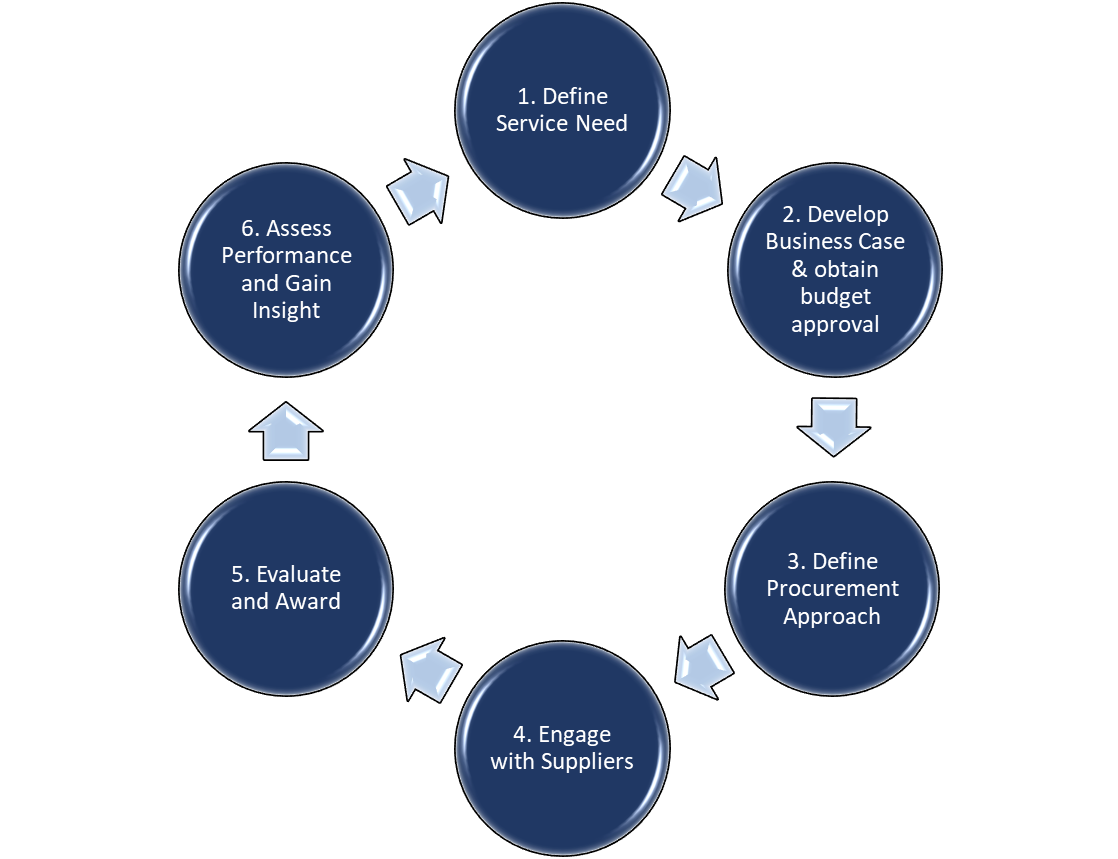 1. Define
Service Need
2. Develop
Business Case
& obtain
budget
approval
3. Define
Procurement
Approach
4. Engage
with Suppliers
5. Evaluate
and Award
6. Assess
Performance
and Gain
Insight